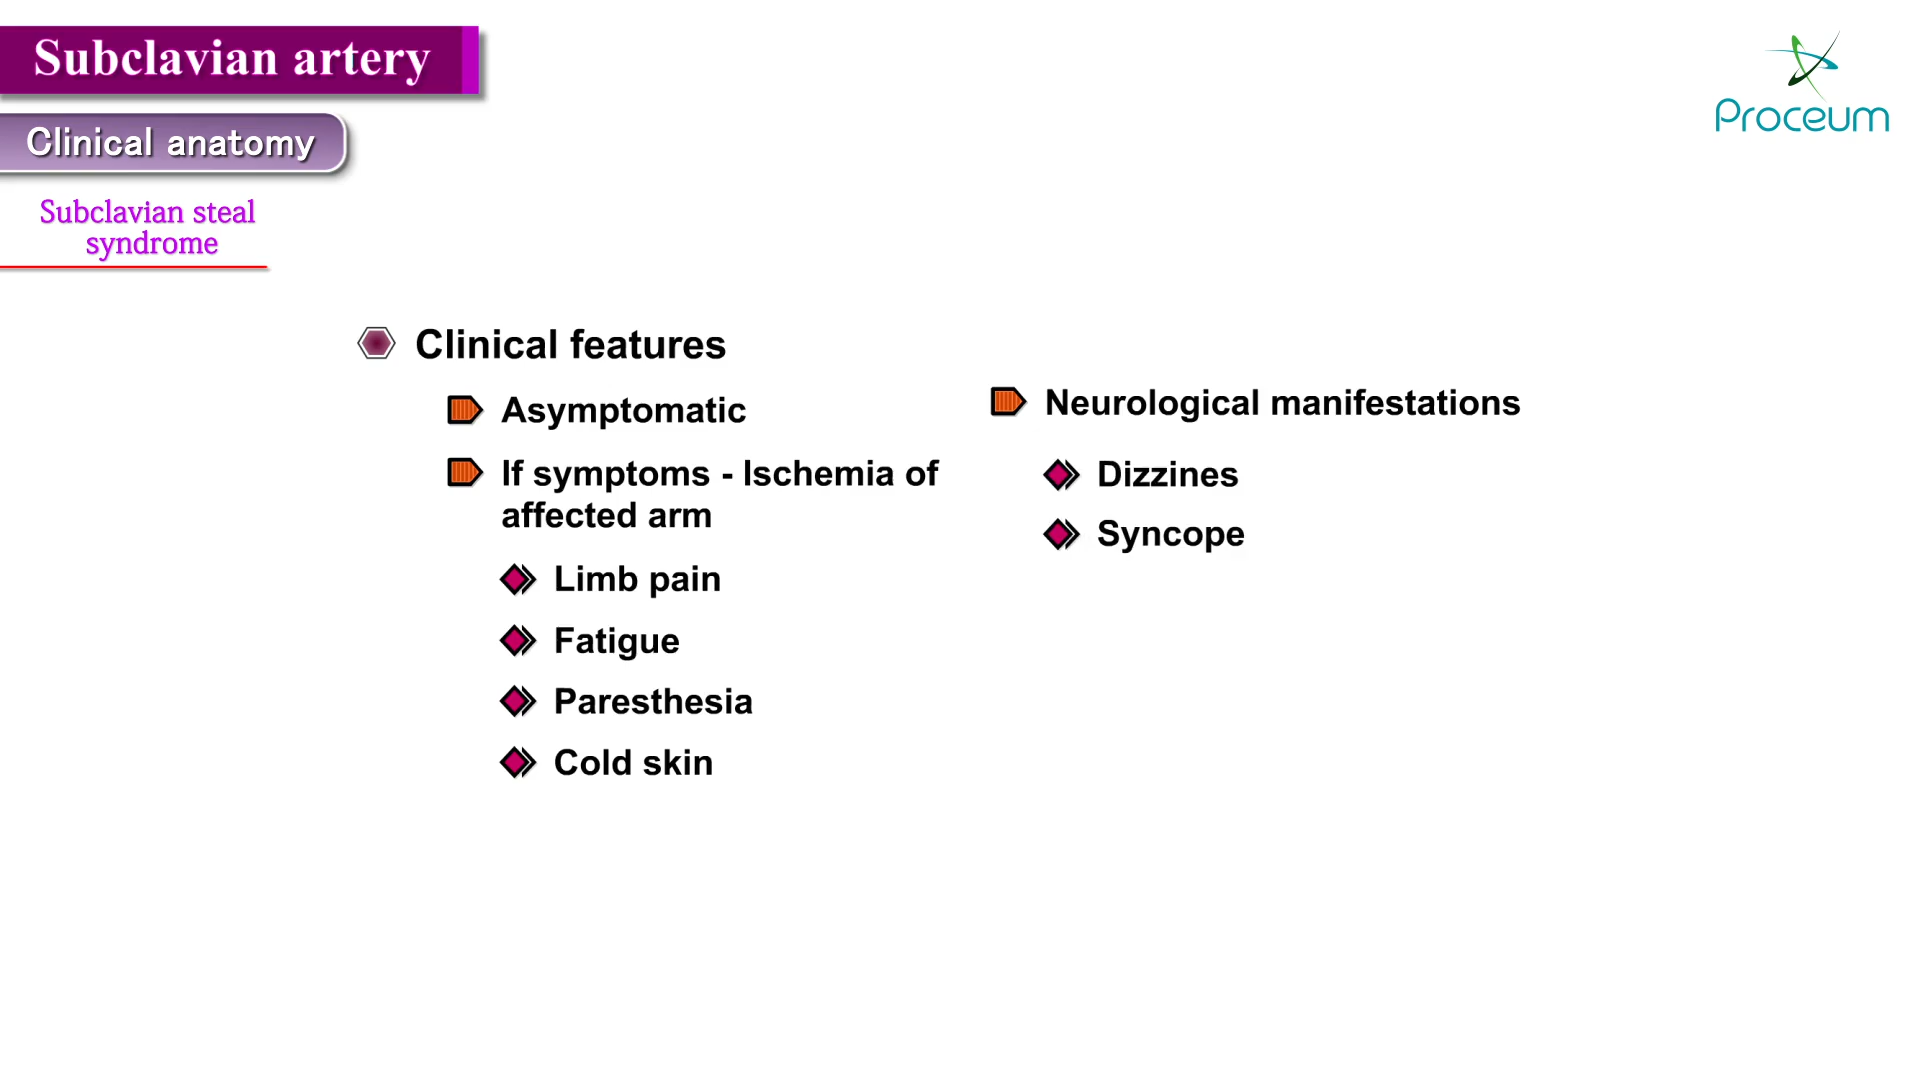 Subclavian artery
Proceum
Clinical anatomy
Subclavian steal
syndrome
Clinical features
Asymptomatic
If symptoms - Ischemia of
affected arm
Limb pain
Fatigue
Paresthesia
Cold skin
Neurological manifestations
Dizzines
Syncope